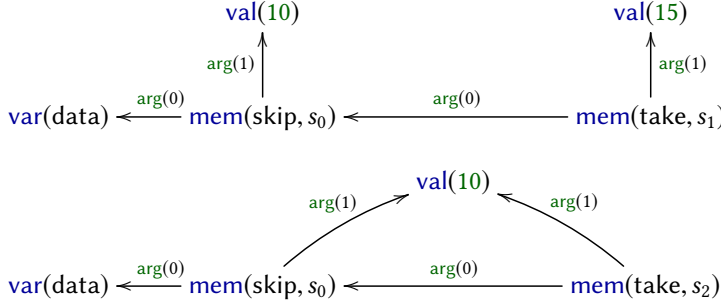 val(10) val(15)
arg(1) arg(1)
arg(0) arg(0)
var(data) mem(skip, s₀) mem(take, s₁)
val(10)
arg(1) arg(1)
arg(0) arg(0)
var(data) mem(skip, s₀) mem(take, s₂)